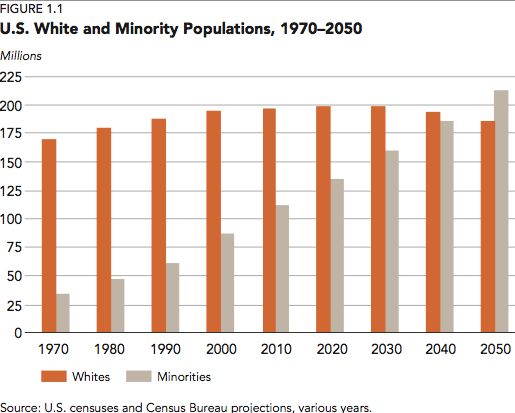 FIGURE 1.1
U.S. White and Minority Populations, 1970–2050
Millions
225
200
175
150
125
100
75
50
25
0
1970 1980 1990 2000 2010 2020 2030 2040 2050
Whites Minorities
Source: U.S. censuses and Census Bureau projections, various years.